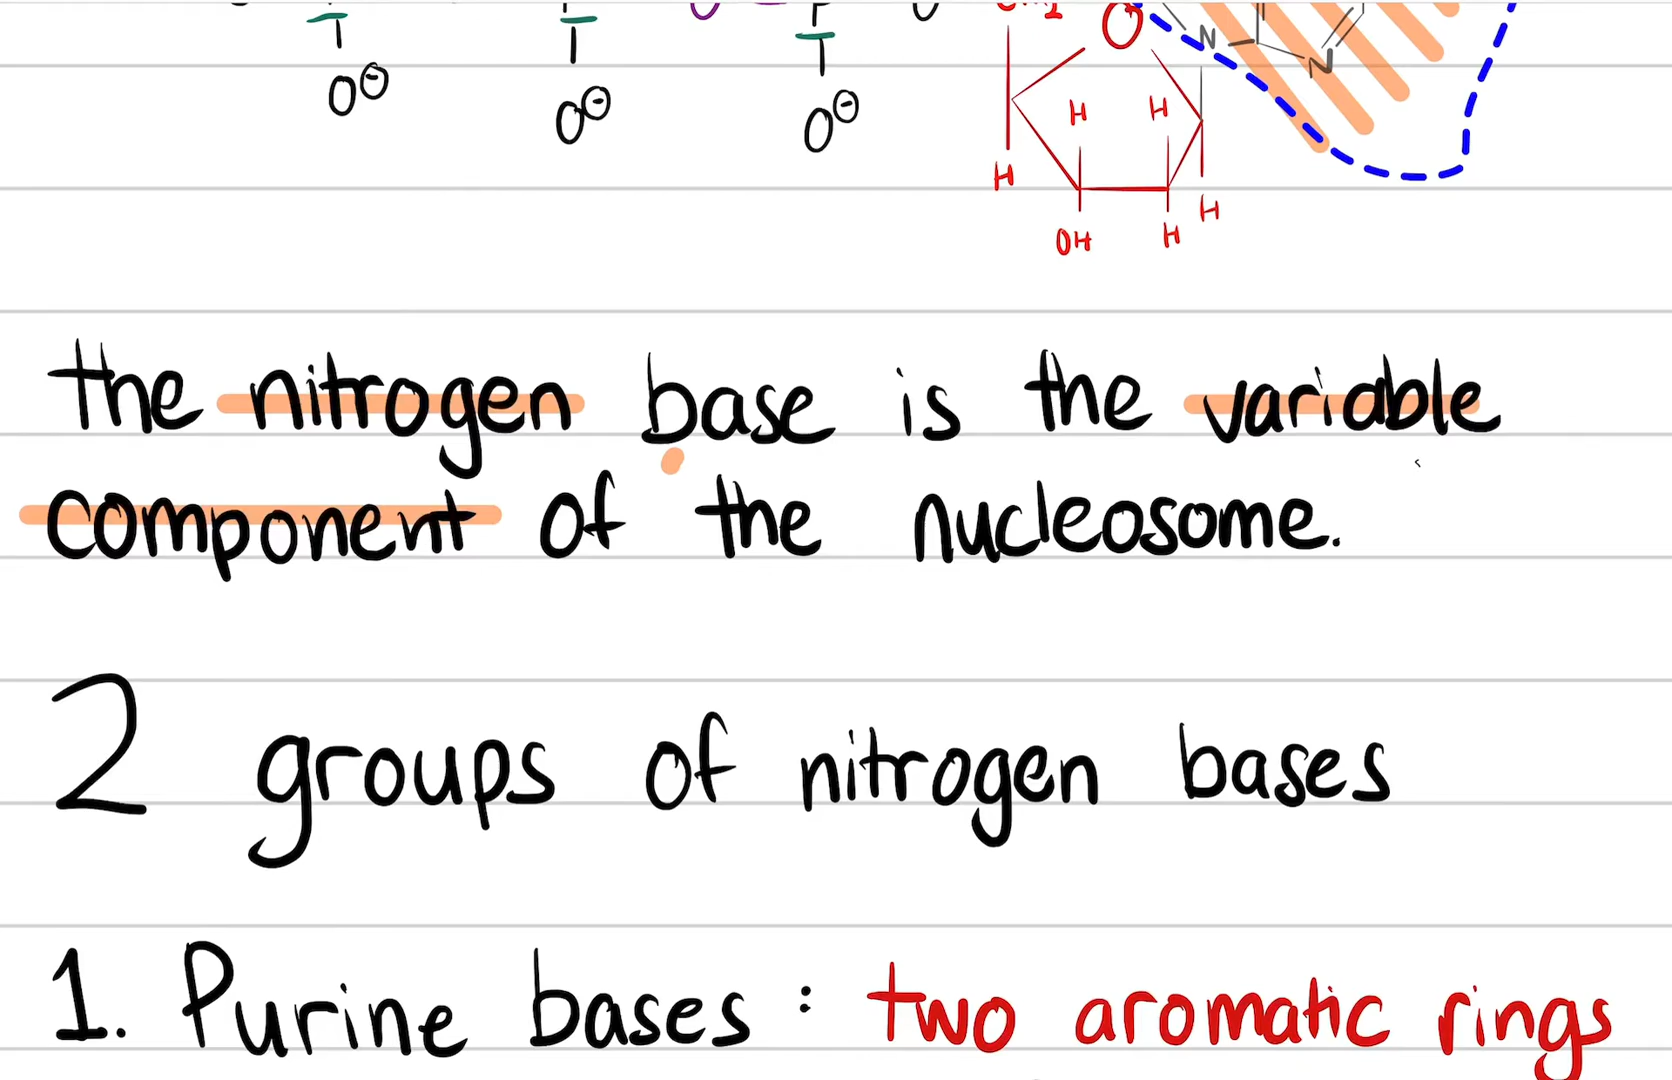 O⊖ O⊖ O⊖
O N N
H H
H H
OH H
the nitrogen base is the variable
component of the nucleosome.
2 groups of nitrogen bases
1. Purine bases : two aromatic rings